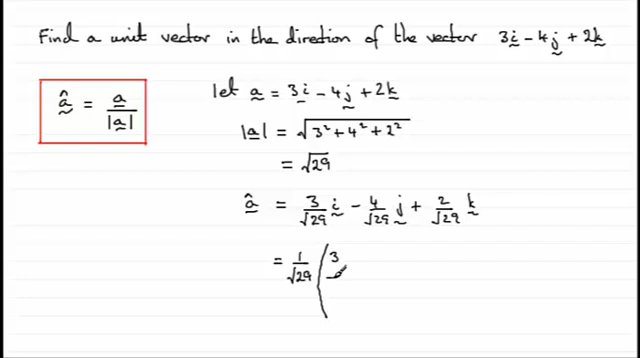 Find a unit vector in the direction of the vector 3i - 4j + 2k
â = a / |a|
let a = 3i - 4j + 2k
|a| = √(3² + 4² + 2²)
= √29
â = 3/√29 i - 4/√29 j + 2/√29 k
= 1/√29 ( 3